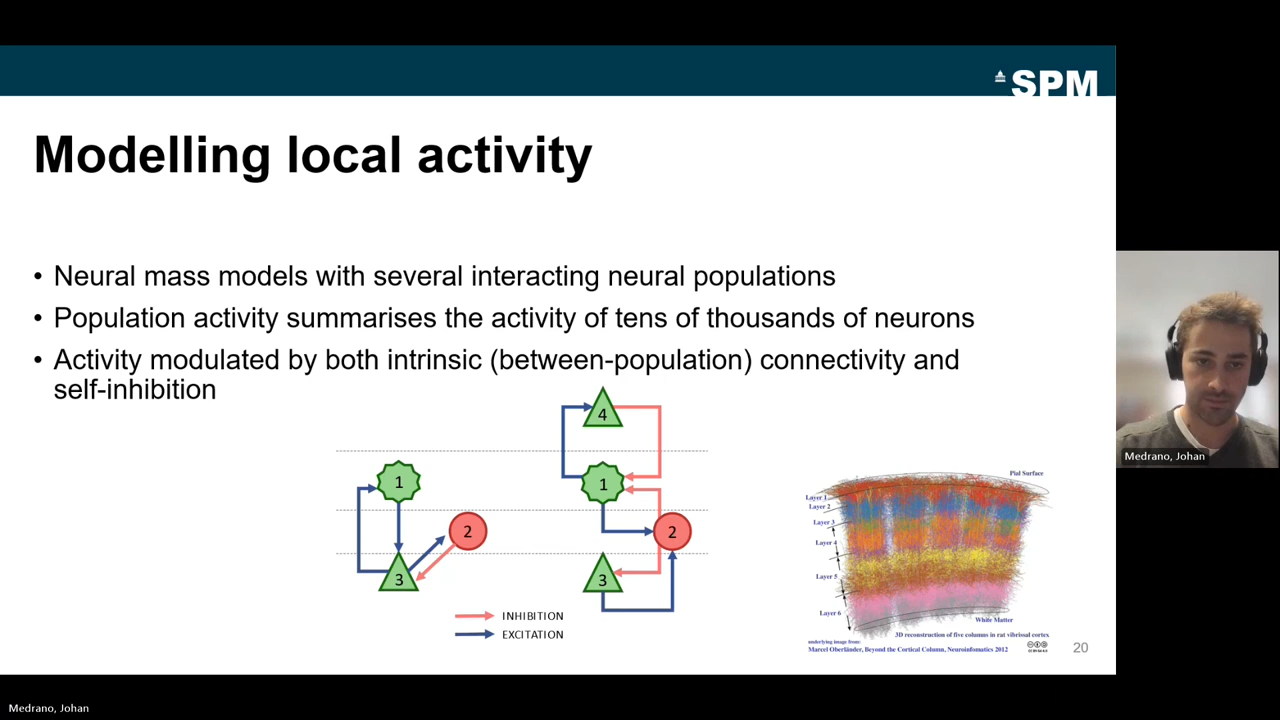 SPM
Modelling local activity
• Neural mass models with several interacting neural populations
• Population activity summarises the activity of tens of thousands of neurons
• Activity modulated by both intrinsic (between-population) connectivity and
self-inhibition
4
1
1
2
2
3
3
INHIBITION
EXCITATION
Pial Surface
Layer 1
Layer 2
Layer 3
Layer 4
Layer 5
Layer 6
White Matter
3D reconstruction of five columns in rat vibrissal cortex
underlying image from:
Marcel Oberländer, Beyond the Cortical Column, Neuroinfomatics 2012
20
Medrano, Johan
Medrano, Johan